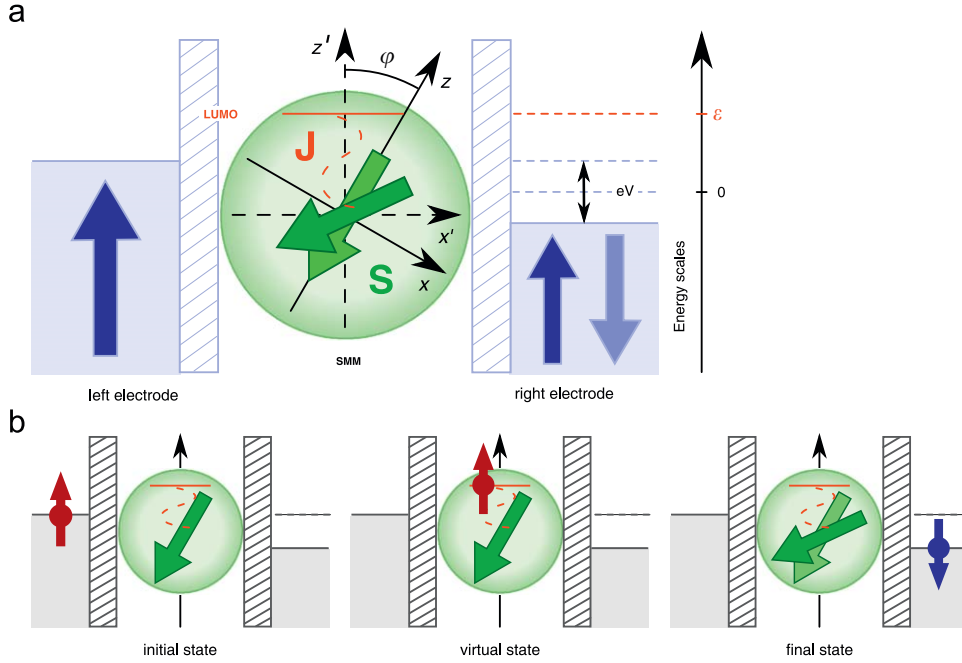 a
z'
φ
z
LUMO
J
ε
eV
0
x'
S
x
Energy scales
SMM
left electrode
right electrode
b
initial state
virtual state
final state